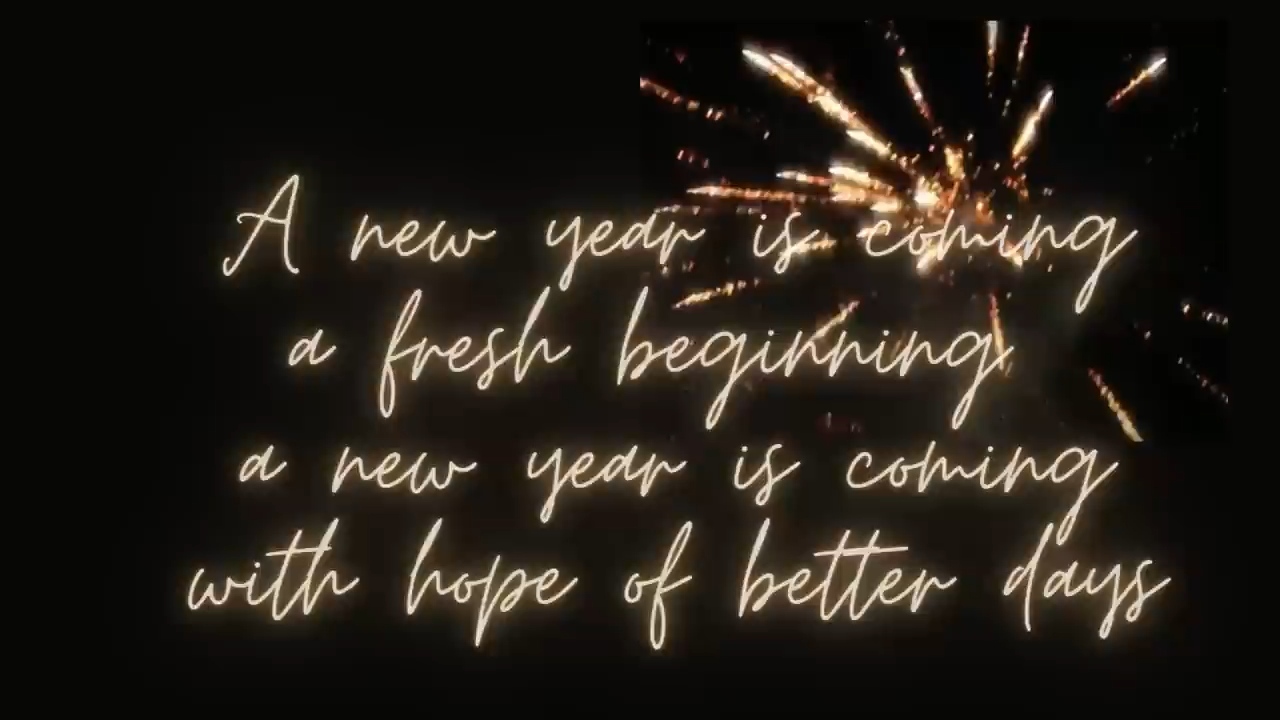 A new year is coming
a fresh beginning
a new year is coming
with hope of better days